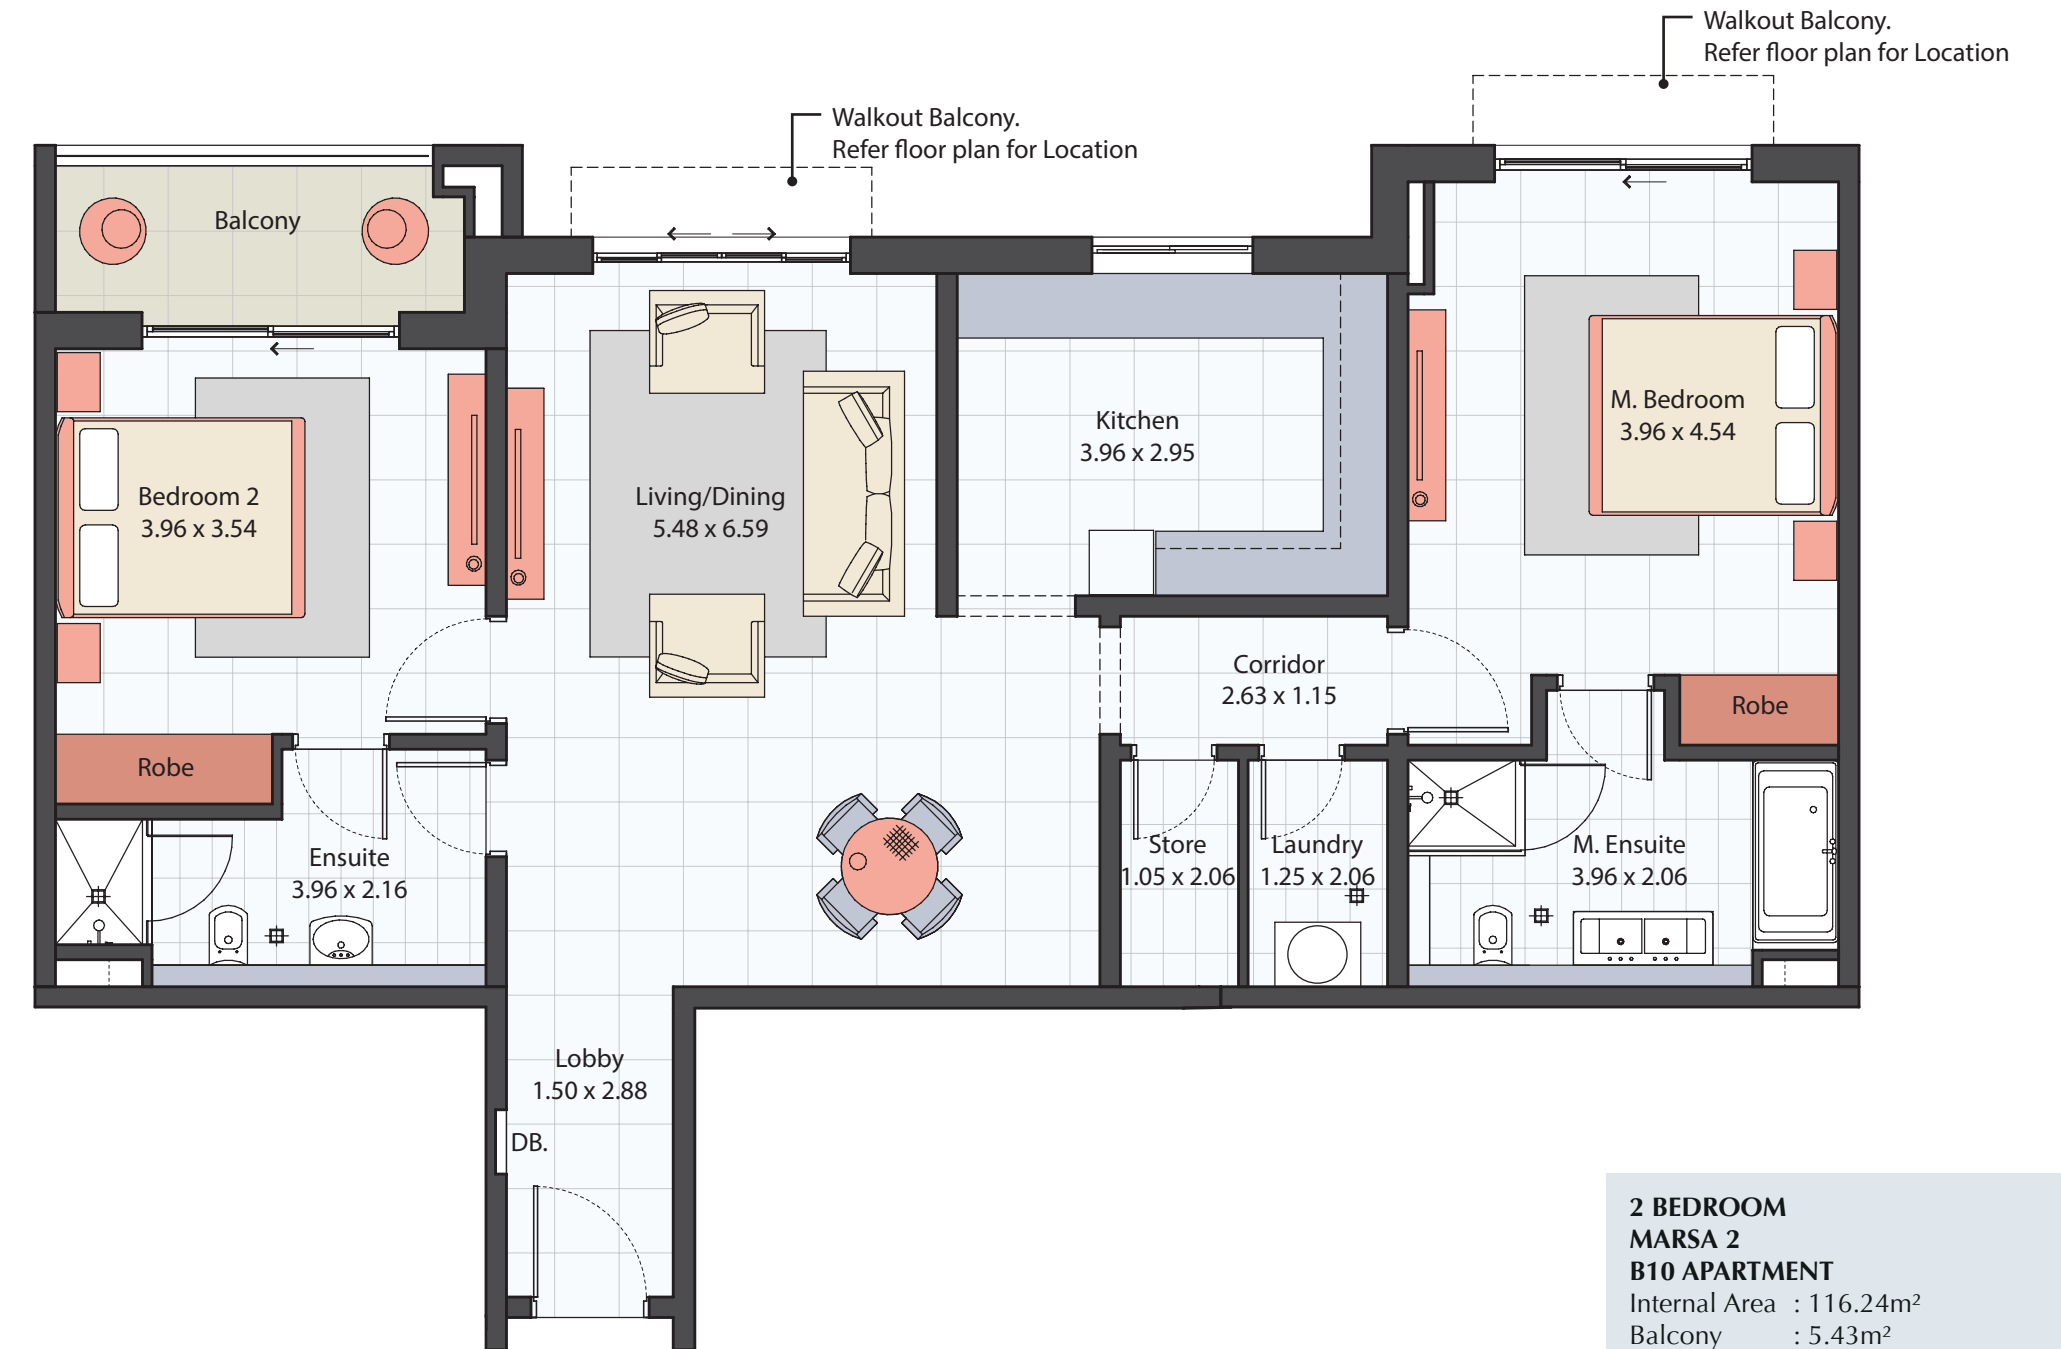 Walkout Balcony.
Refer floor plan for Location
Walkout Balcony.
Refer floor plan for Location
Balcony
Bedroom 2
3.96 x 3.54
Living/Dining
5.48 x 6.59
Kitchen
3.96 x 2.95
M. Bedroom
3.96 x 4.54
Corridor
2.63 x 1.15
Robe
Robe
Ensuite
3.96 x 2.16
Store
1.05 x 2.06
Laundry
1.25 x 2.06
M. Ensuite
3.96 x 2.06
Lobby
1.50 x 2.88
DB.
2 BEDROOM
MARSA 2
B10 APARTMENT
Internal Area : 116.24m²
Balcony : 5.43m²